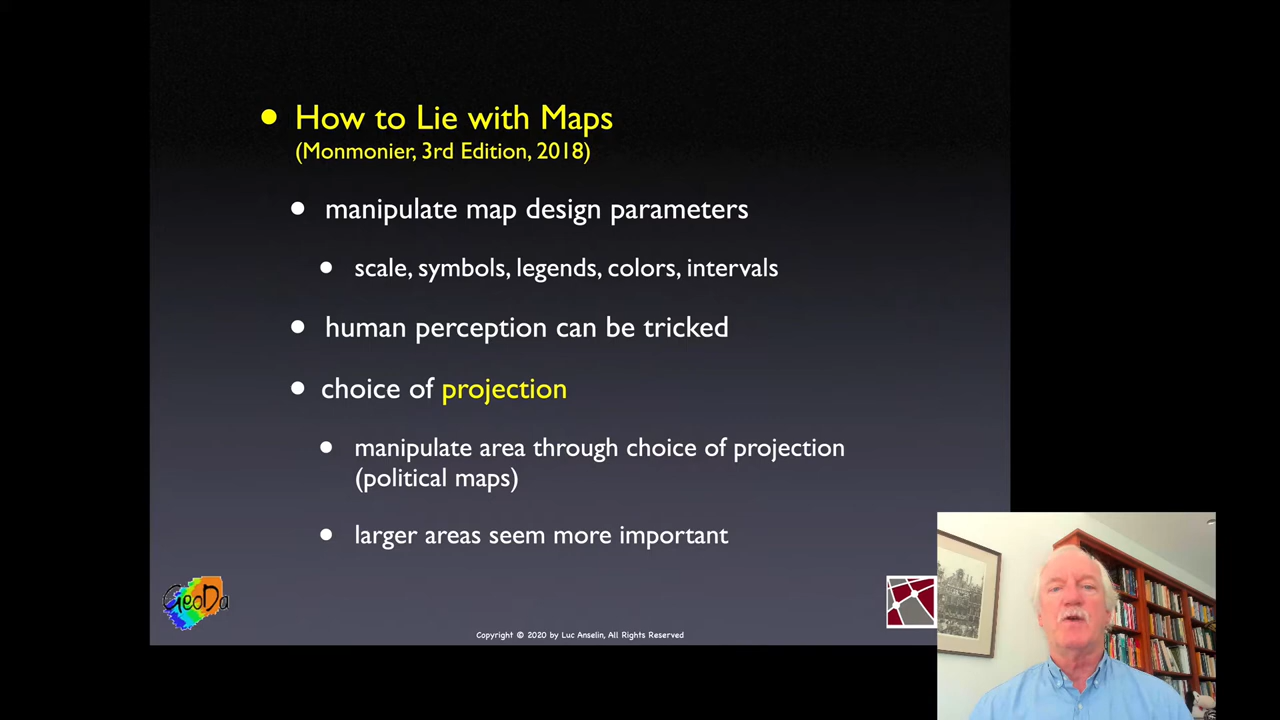 How to Lie with Maps
(Monmonier, 3rd Edition, 2018)
manipulate map design parameters
scale, symbols, legends, colors, intervals
human perception can be tricked
choice of projection
manipulate area through choice of projection
(political maps)
larger areas seem more important
GeoDa
Copyright © 2020 by Luc Anselin, All Rights Reserved